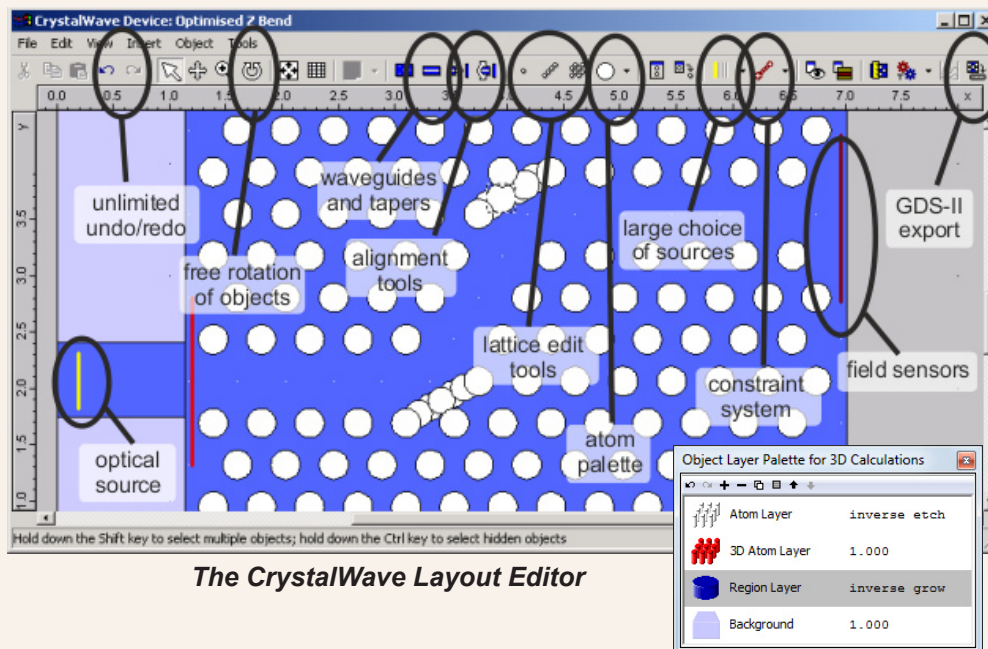 CrystalWave Device: Optimised Z Bend
File Edit View Insert Object Tools
0.0 0.5 1.0 1.5 2.0 2.5 3.0 4.5 5.0 5.5 6.0 6.5 7.0 7.5 x
Y
3.5
3.0
2.5
2.0
1.5
1.0
unlimited
undo/redo
free rotation
of objects
waveguides
and tapers
alignment
tools
large choice
of sources
GDS-II
export
lattice edit
tools
constraint
system
field sensors
optical
source
atom
palette
Hold down the Shift key to select multiple objects; hold down the Ctrl key to select hidden objects
The CrystalWave Layout Editor
Object Layer Palette for 3D Calculations
Atom Layer inverse etch
3D Atom Layer 1.000
Region Layer inverse grow
Background 1.000